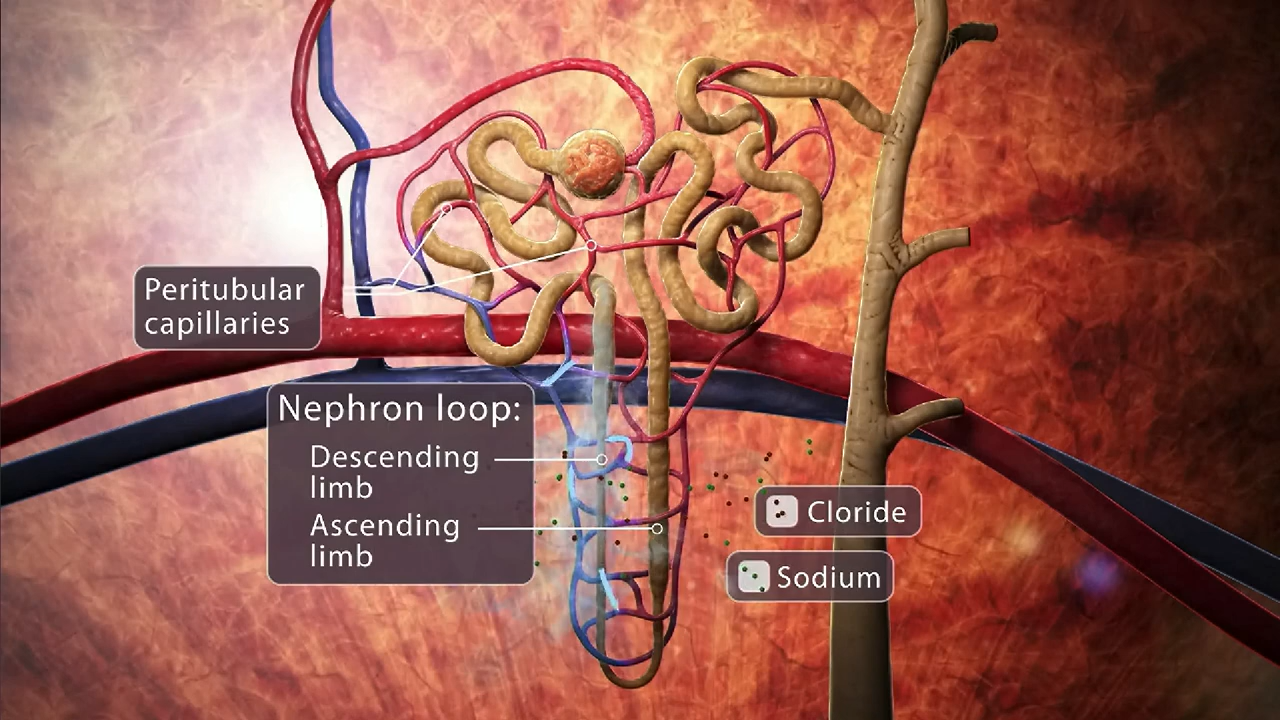 Peritubular
capillaries
Nephron loop:
Descending
limb
Ascending
limb
Cloride
Sodium